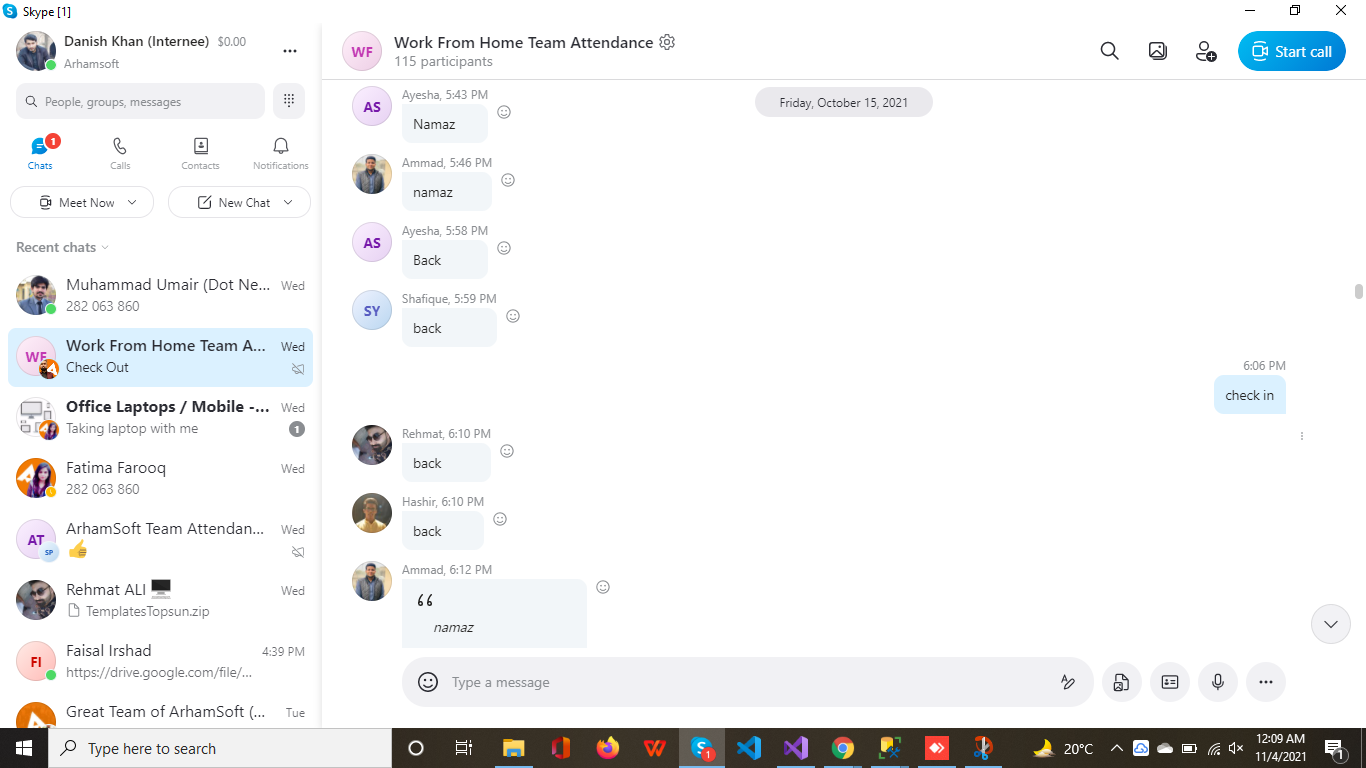 Skype [1]
Danish Khan (Internee) $0.00
Arhamsoft
People, groups, messages
Chats
1
Calls
Contacts
Notifications
Meet Now
New Chat
Recent chats
Muhammad Umair (Dot Ne... Wed
282 063 860
WF
Work From Home Team A... Wed
Check Out
Office Laptops / Mobile -... Wed
Taking laptop with me 1
Fatima Farooq Wed
282 063 860
AT
SP
ArhamSoft Team Attendan... Wed
Rehmat ALI Wed
TemplatesTopsun.zip
FI
Faisal Irshad 4:39 PM
https://drive.google.com/file/...
Great Team of ArhamSoft (... Tue
WF
Work From Home Team Attendance
115 participants
Start call
Friday, October 15, 2021
AS
Ayesha, 5:43 PM
Namaz
Ammad, 5:46 PM
namaz
AS
Ayesha, 5:58 PM
Back
SY
Shafique, 5:59 PM
back
6:06 PM
check in
Rehmat, 6:10 PM
back
Hashir, 6:10 PM
back
Ammad, 6:12 PM
“
namaz
Type a message
Type here to search
1
20°C
12:09 AM
11/4/2021
1